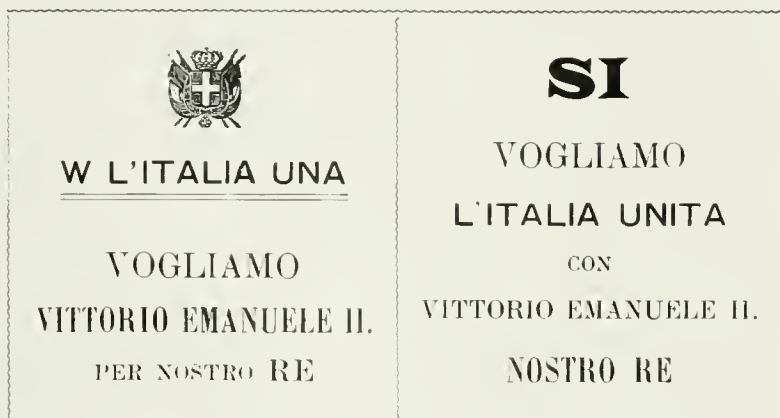 W L'ITALIA UNA
VOGLIAMO
VITTORIO EMANUELE II.
PER NOSTRO RE
SI
VOGLIAMO
L'ITALIA UNITA
CON
VITTORIO EMANUELE II.
NOSTRO RE